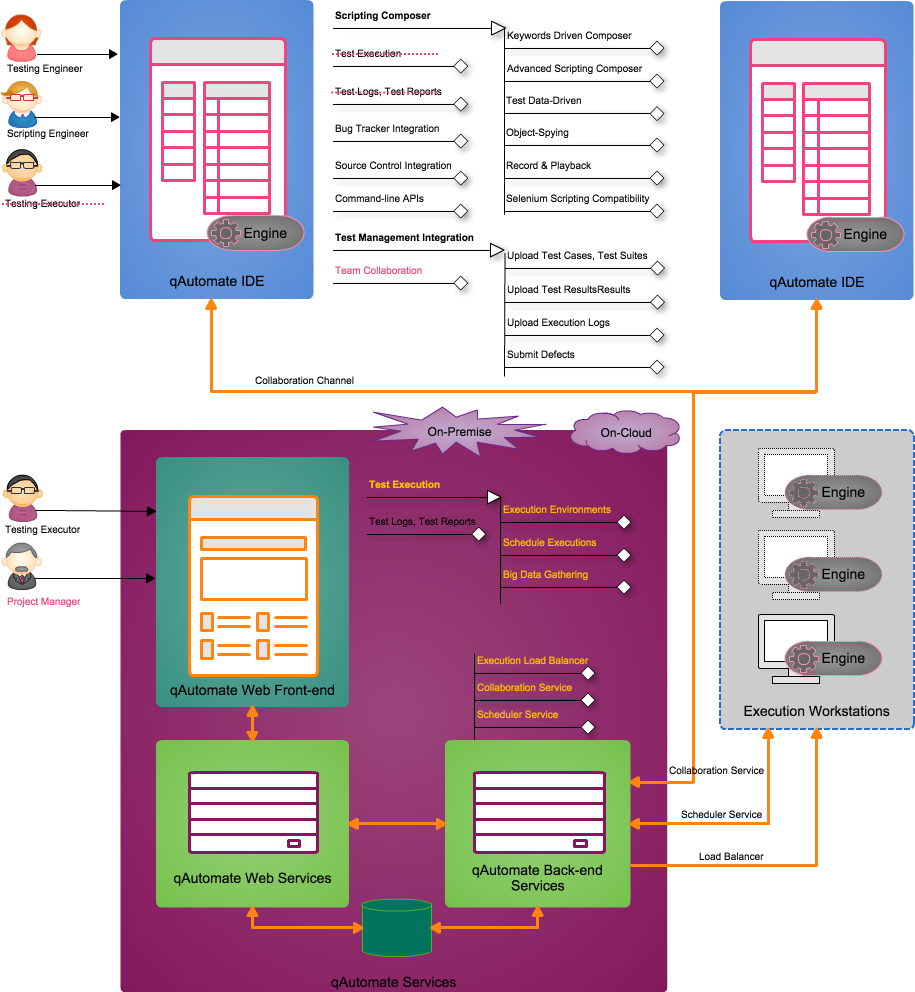 Testing Engineer
Scripting Engineer
Testing Executor
Engine
qAutomate IDE
Scripting Composer
Test Execution
Test Logs, Test Reports
Bug Tracker Integration
Source Control Integration
Command-line APIs
Keywords Driven Composer
Advanced Scripting Composer
Test Data-Driven
Object-Spying
Record & Playback
Selenium Scripting Compatibility
Test Management Integration
Team Collaboration
Upload Test Cases, Test Suites
Upload Test ResultsResults
Upload Execution Logs
Submit Defects
Engine
qAutomate IDE
Collaboration Channel
On-Premise
On-Cloud
Testing Executor
Project Manager
qAutomate Web Front-end
Test Execution
Test Logs, Test Reports
Execution Environments
Schedule Executions
Big Data Gathering
Engine
Engine
Engine
Execution Workstations
Execution Load Balancer
Collaboration Service
Scheduler Service
Collaboration Service
Scheduler Service
Load Balancer
qAutomate Web Services
qAutomate Back-end
Services
qAutomate Services